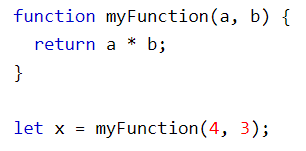 function myFunction(a, b) {
  return a * b;
}

let x = myFunction(4, 3);